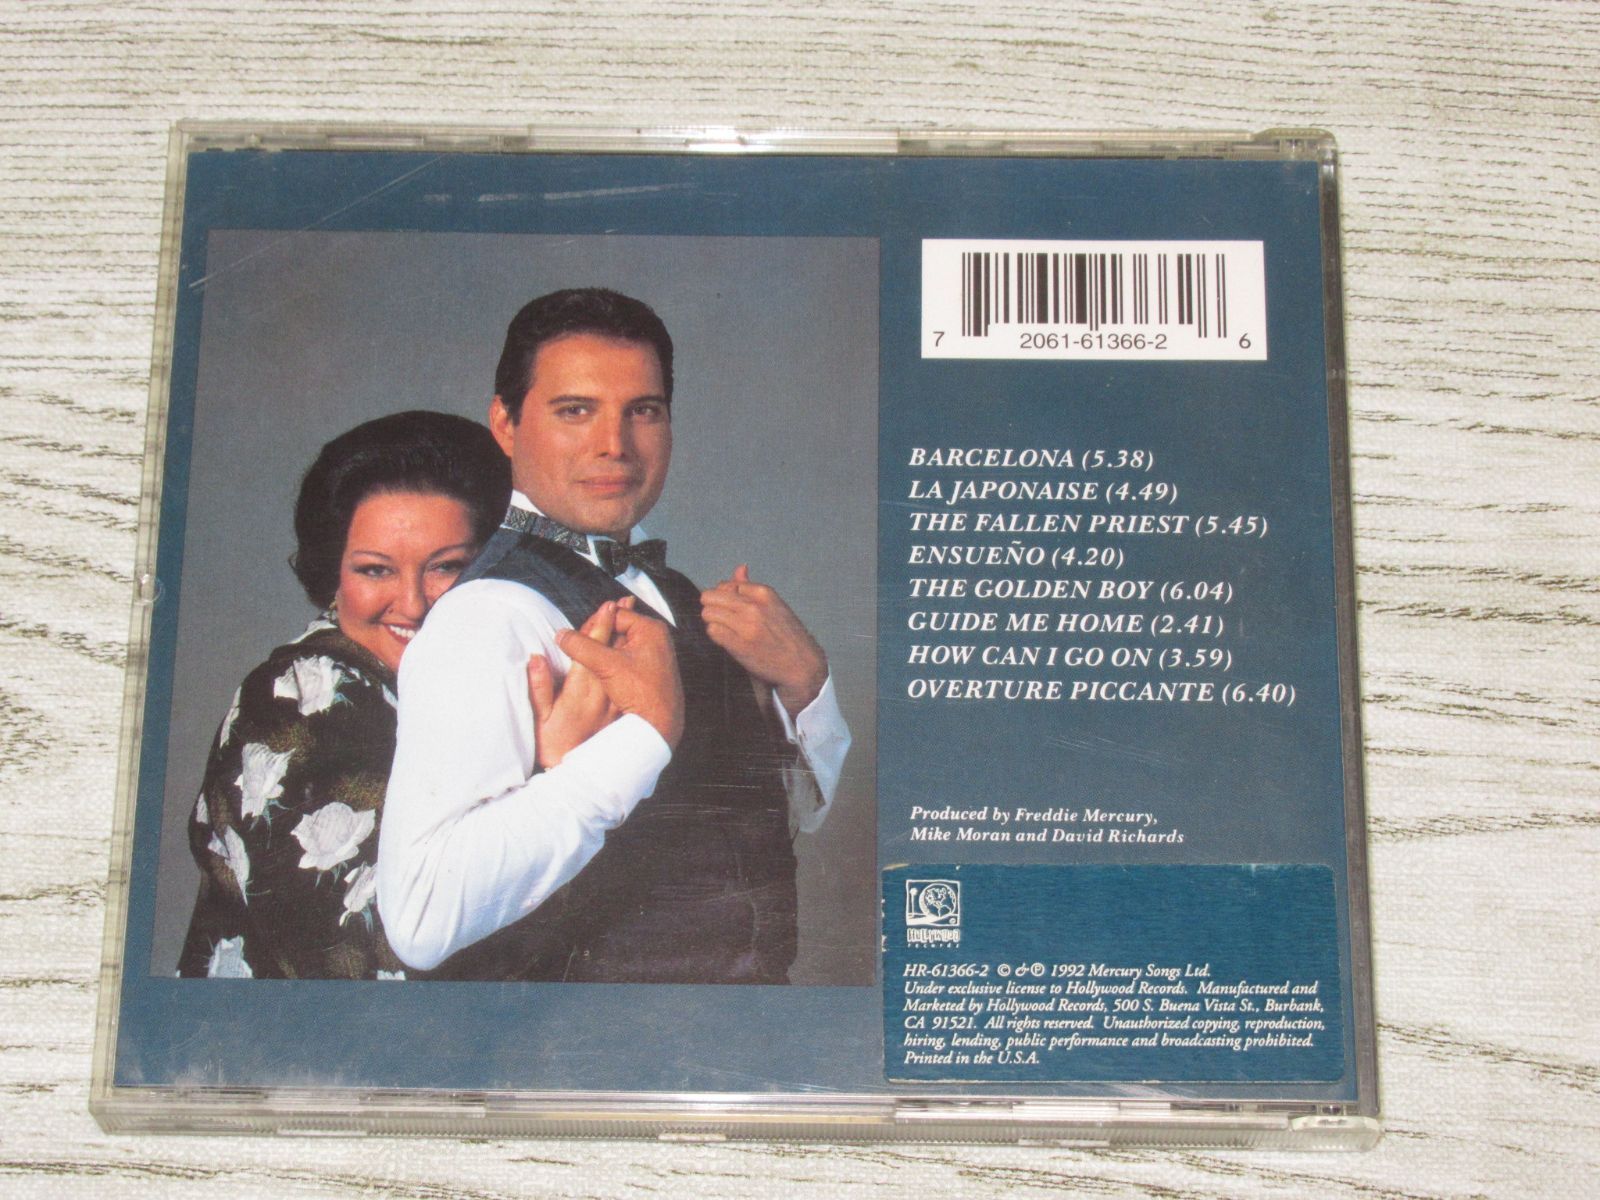 7 2061-61366-2 6
BARCELONA (5.38)
LA JAPONAISE (4.49)
THE FALLEN PRIEST (5.45)
ENSUEÑO (4.20)
THE GOLDEN BOY (6.04)
GUIDE ME HOME (2.41)
HOW CAN I GO ON (3.59)
OVERTURE PICCANTE (6.40)
Produced by Freddie Mercury,
Mike Moran and David Richards
Hollywood
records
HR-61366-2 © & ℗ 1992 Mercury Songs Ltd.
Under exclusive license to Hollywood Records. Manufactured and
Marketed by Hollywood Records, 500 S. Buena Vista St., Burbank,
CA 91521. All rights reserved. Unauthorized copying, reproduction,
hiring, lending, public performance and broadcasting prohibited.
Printed in the U.S.A.